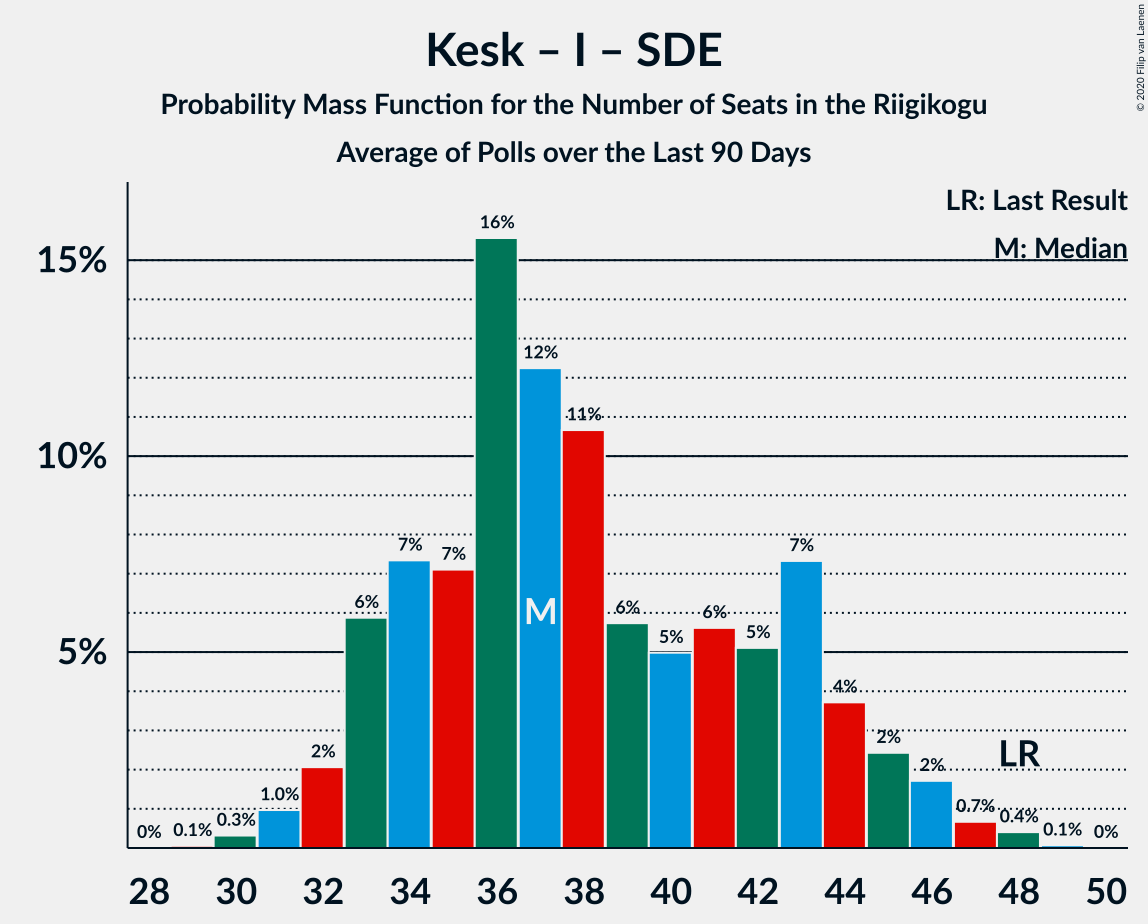 Kesk – I – SDE
Probability Mass Function for the Number of Seats in the Riigikogu
Average of Polls over the Last 90 Days
© 2020 Filip van Laenen
LR: Last Result
M: Median
15%
10%
5%
0%
0.1%
0.3%
1.0%
2%
6%
7%
7%
16%
12%
11%
6%
5%
6%
5%
7%
4%
2%
2%
0.7%
0.4%
0.1%
0%
M
LR
28 30 32 34 36 38 40 42 44 46 48 50